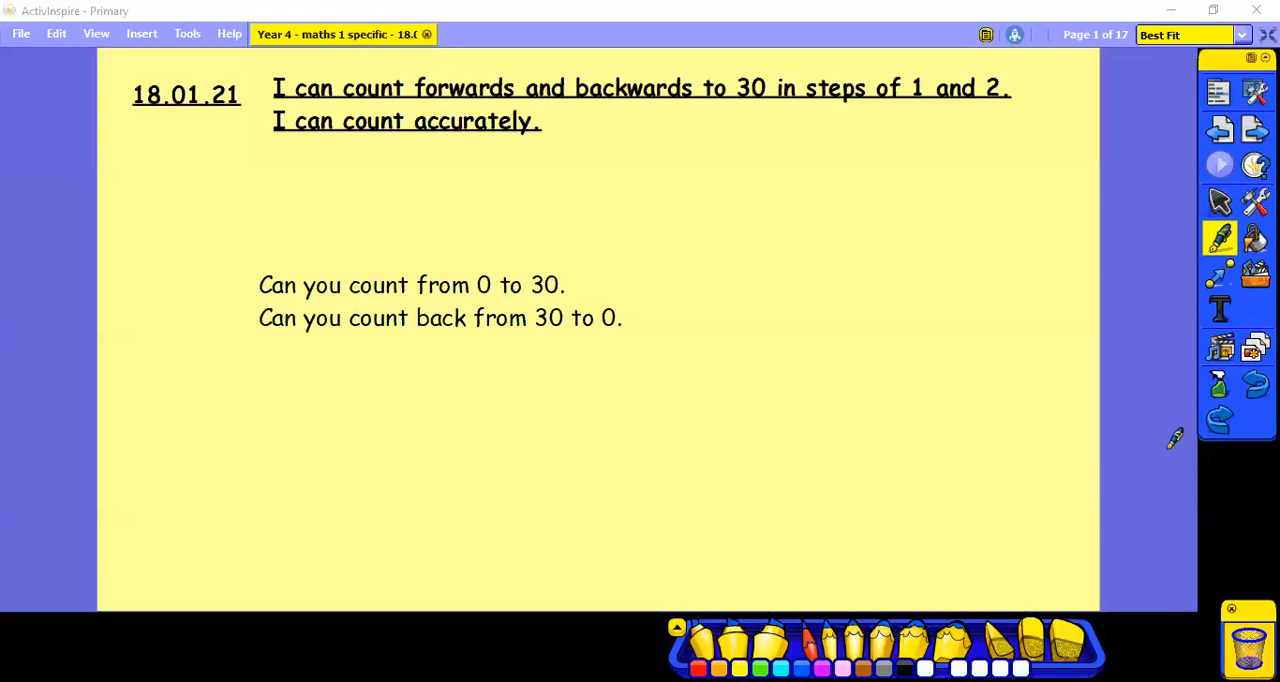 ActivInspire - Primary
File Edit View Insert Tools Help Year 4 - maths 1 specific - 18.( Page 1 of 17 Best Fit
18.01.21 I can count forwards and backwards to 30 in steps of 1 and 2.
I can count accurately.
Can you count from 0 to 30.
Can you count back from 30 to 0.